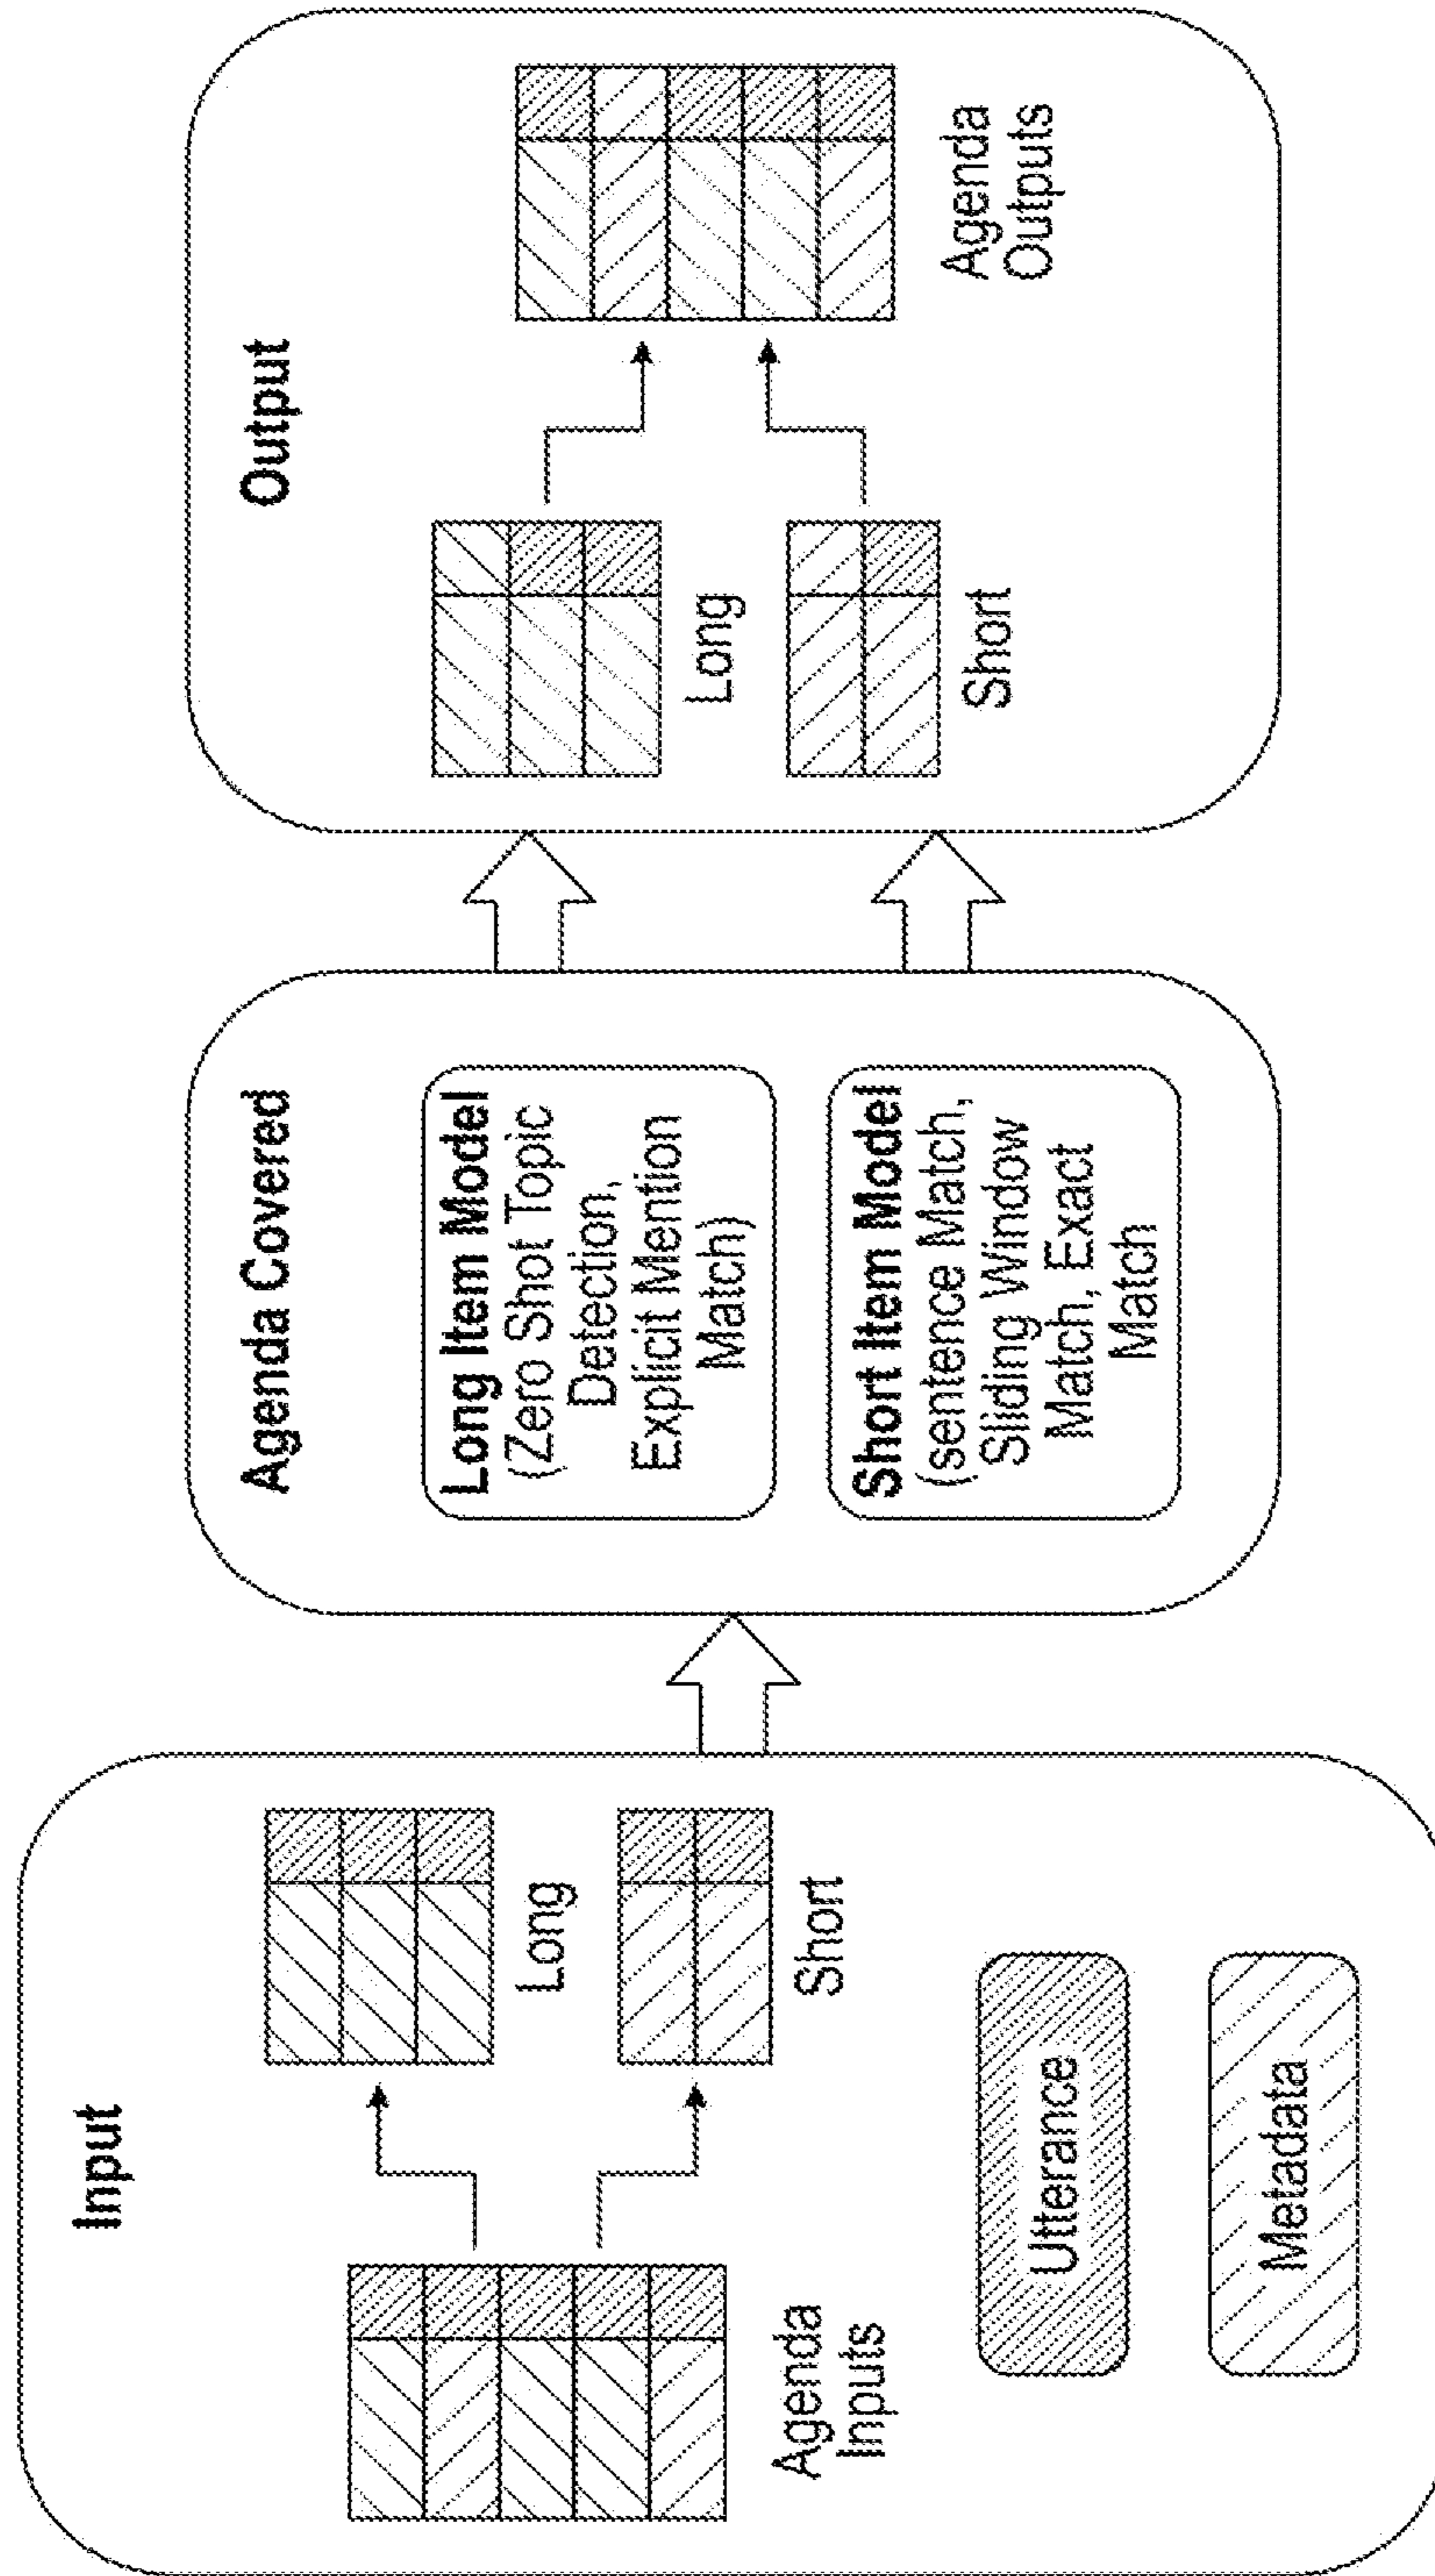 Input
Agenda
Inputs
Long
Short
Utterance
Metadata
Agenda Covered
Long Item Model
(Zero Shot Topic
Detection,
Explicit Mention
Match)
Short Item Model
(sentence Match,
Sliding Window
Match, Exact
Match
Output
Long
Short
Agenda
Outputs